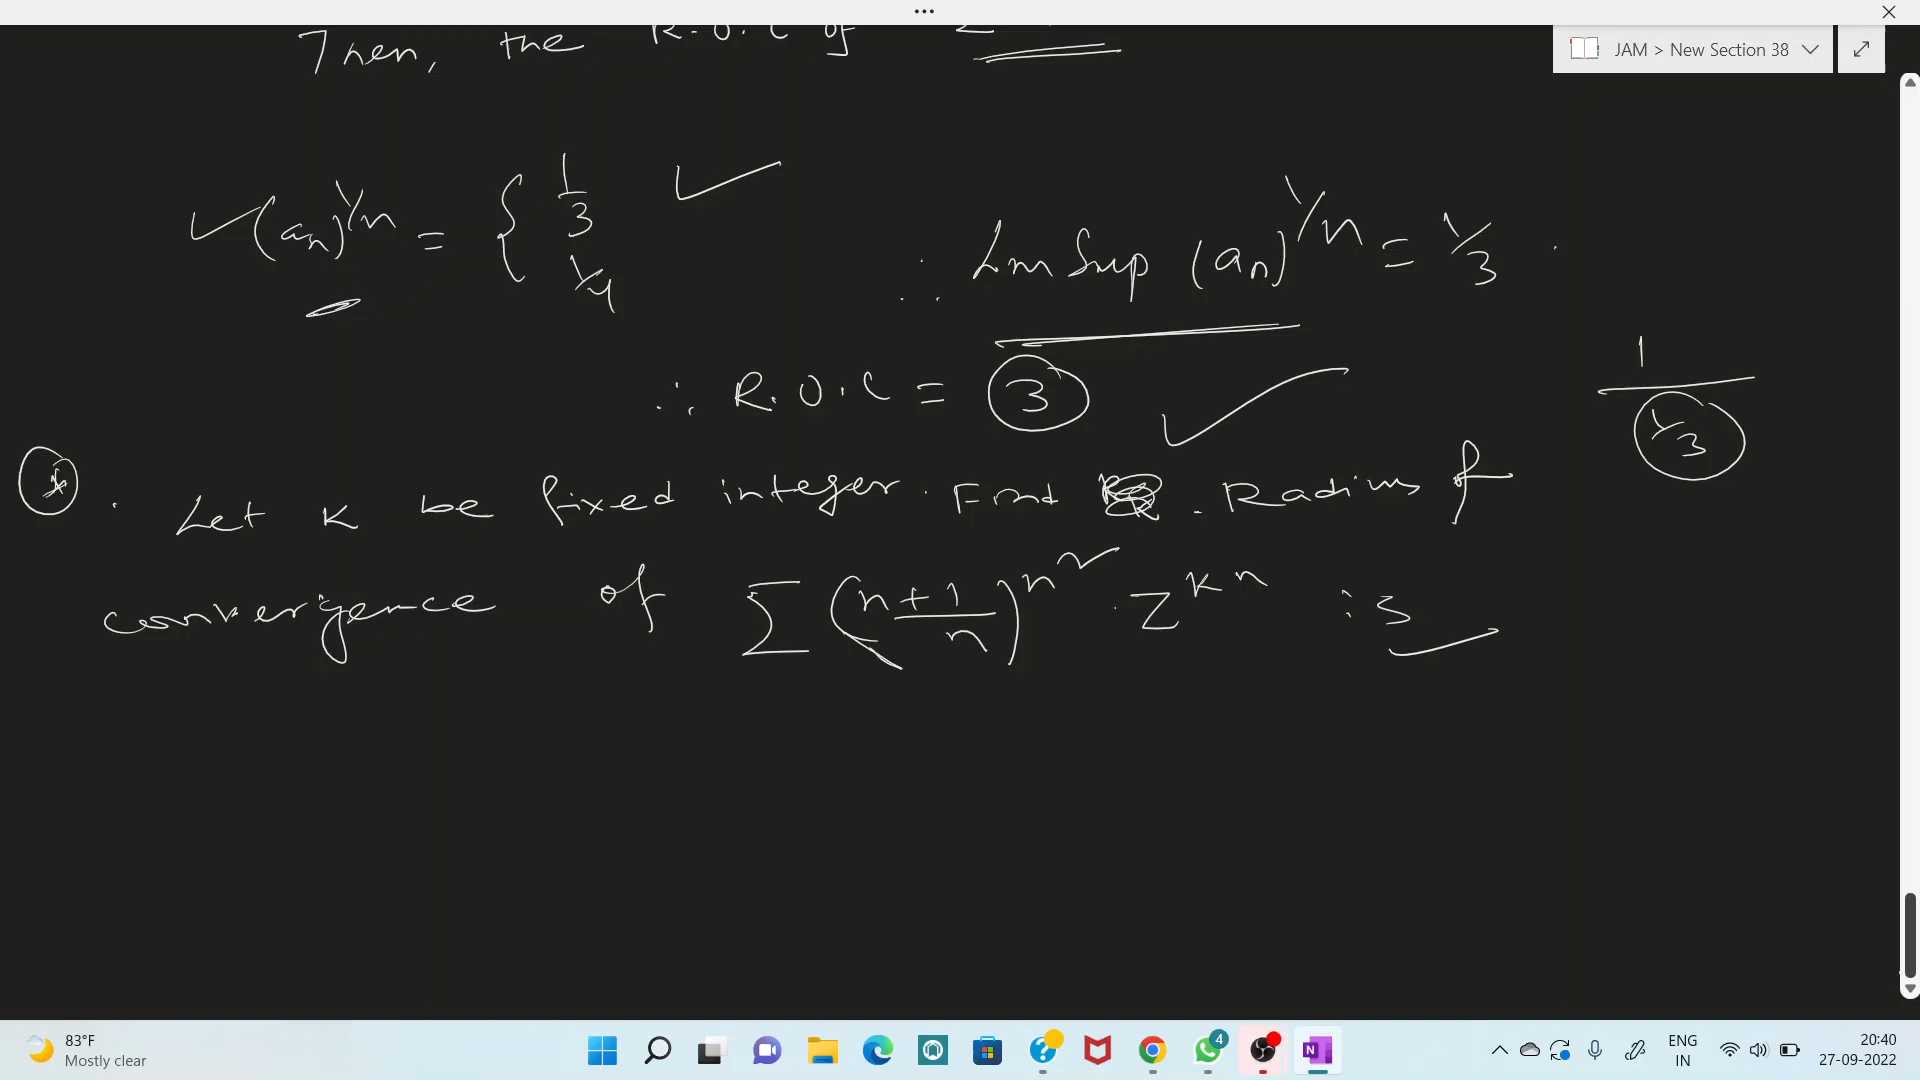 Then, the R.O.C of
JAM > New Section 38
✓ (aₙ)^{1/n} = { 1/3 ✓
1/4
∴ Lim Sup (aₙ)^{1/n} = 1/3 .
∴ R.O.C = 3 ✓
1
1/3
. Let K be fixed integer. Find . Radius f
convergence of Σ ((n+1)/n)^{n²} . Z^{kn} is
83°F
Mostly clear
4
ENG
IN
20:40
27-09-2022